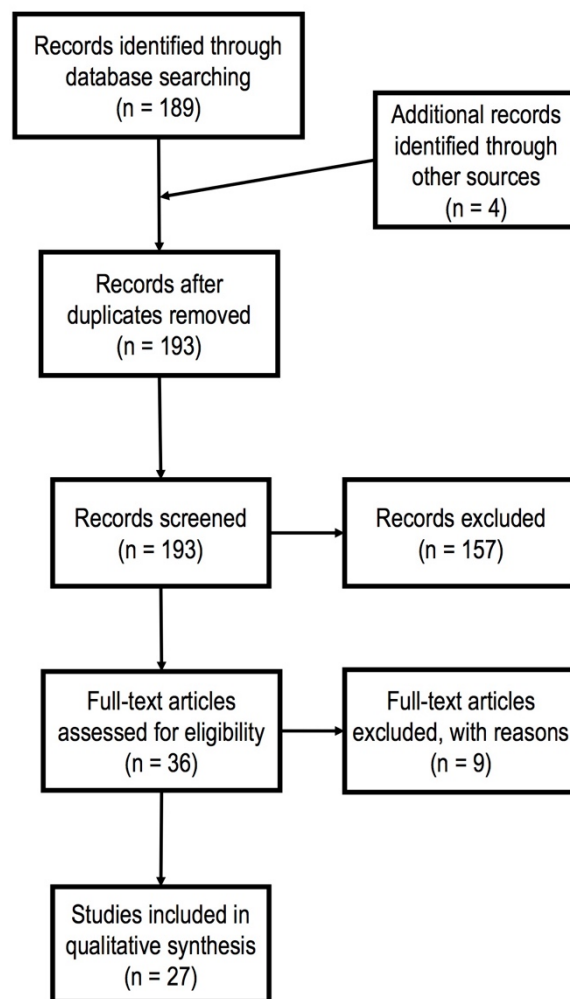 Records identified through
database searching
(n = 189)
Additional records
identified through
other sources
(n = 4)
Records after
duplicates removed
(n = 193)
Records screened
(n = 193)
Records excluded
(n = 157)
Full-text articles
assessed for eligibility
(n = 36)
Full-text articles
excluded, with reasons
(n = 9)
Studies included in
qualitative synthesis
(n = 27)